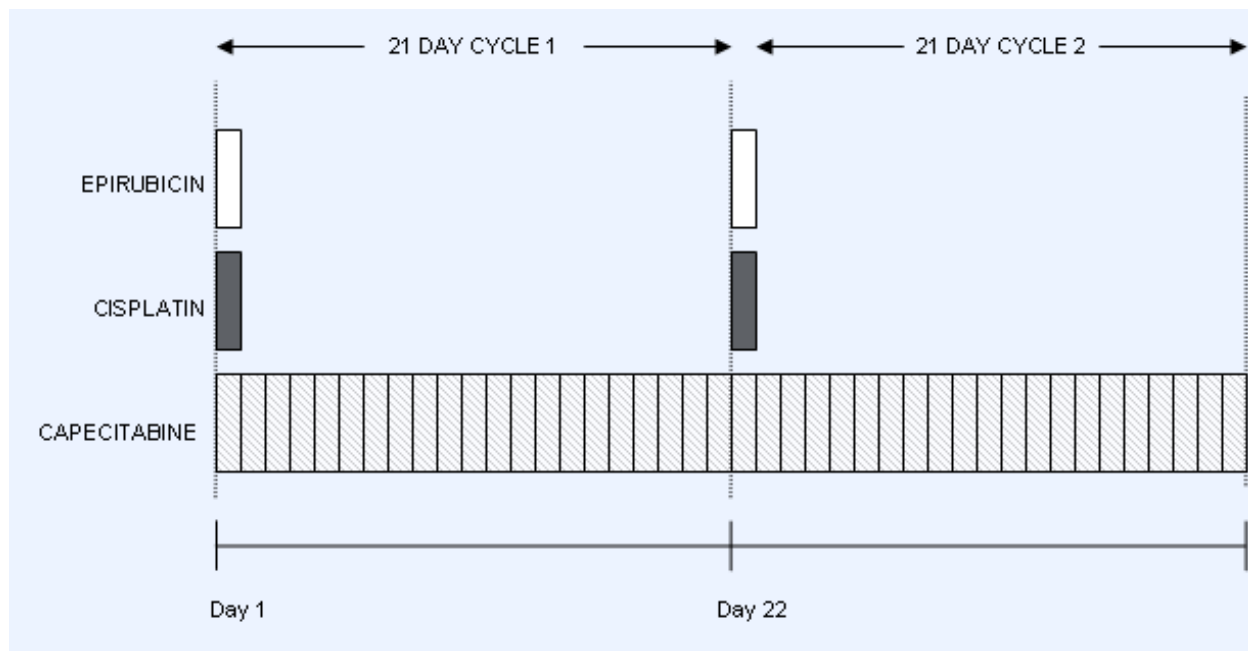 21 DAY CYCLE 1
21 DAY CYCLE 2
EPIRUBICIN
CISPLATIN
CAPECITABINE
Day 1
Day 22